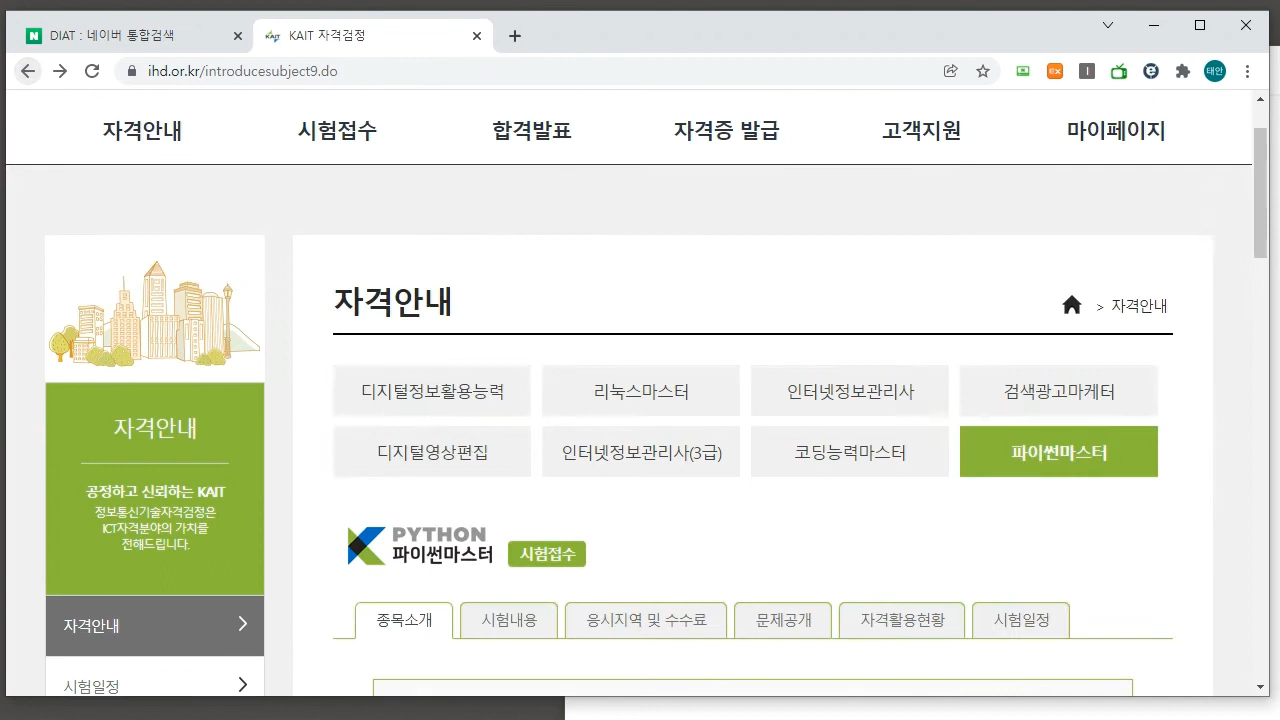 DIAT : 네이버 통합검색
KAIT 자격검정
ihd.or.kr/introducesubject9.do
태안
자격안내 시험접수 합격발표 자격증 발급 고객지원 마이페이지
자격안내
> 자격안내
디지털정보활용능력 리눅스마스터 인터넷정보관리사 검색광고마케터
디지털영상편집 인터넷정보관리사(3급) 코딩능력마스터 파이썬마스터
자격안내
공정하고 신뢰하는 KAIT
정보통신기술자격검정은
ICT자격분야의 가치를
전해드립니다.
자격안내
시험일정
PYTHON
파이썬마스터 시험접수
종목소개 시험내용 응시지역 및 수수료 문제공개 자격활용현황 시험일정